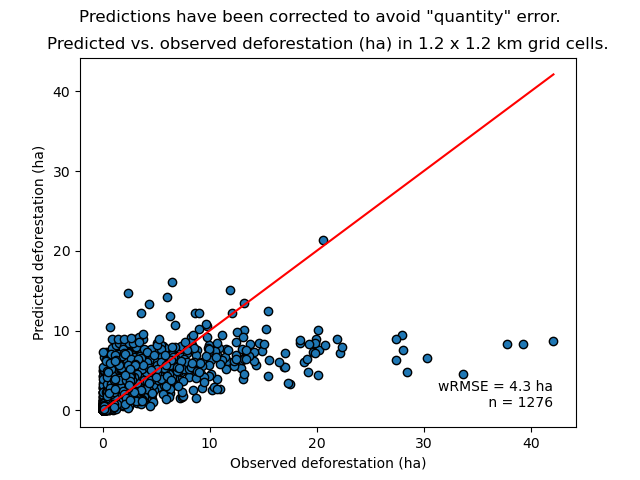 Predictions have been corrected to avoid "quantity" error.
Predicted vs. observed deforestation (ha) in 1.2 x 1.2 km grid cells.
Predicted deforestation (ha)
40
30
20
10
0
wRMSE = 4.3 ha
n = 1276
0 10 20 30 40
Observed deforestation (ha)